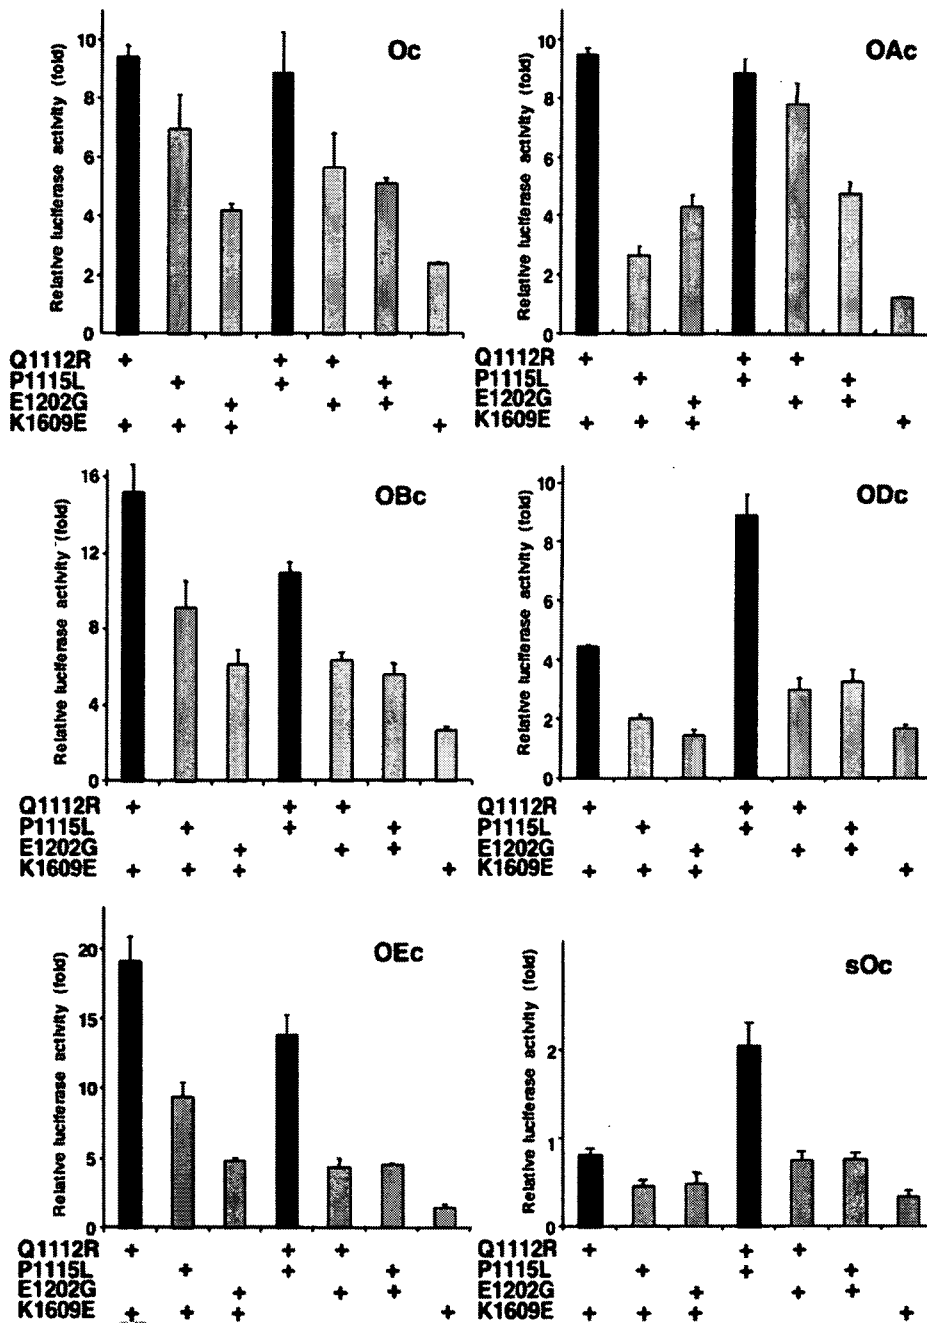 Oc
Relative luciferase activity (fold)
10
8
6
4
2
0
Q1112R + + +
P1115L + + +
E1202G + + +
K1609E + + + +
OAc
Relative luciferase activity (fold)
10
8
6
4
2
0
Q1112R + + +
P1115L + + +
E1202G + + +
K1609E + + + +
OBc
Relative luciferase activity (fold)
16
12
8
4
0
Q1112R + + +
P1115L + + +
E1202G + + +
K1609E + + + +
ODc
Relative luciferase activity (fold)
10
8
6
4
2
0
Q1112R + + +
P1115L + + +
E1202G + + +
K1609E + + + +
OEc
Relative luciferase activity (fold)
20
15
10
5
0
Q1112R + + +
P1115L + + +
E1202G + + +
K1609E + + + +
sOc
Relative luciferase activity (fold)
2
1
0
Q1112R + + +
P1115L + + +
E1202G + + +
K1609E + + + +